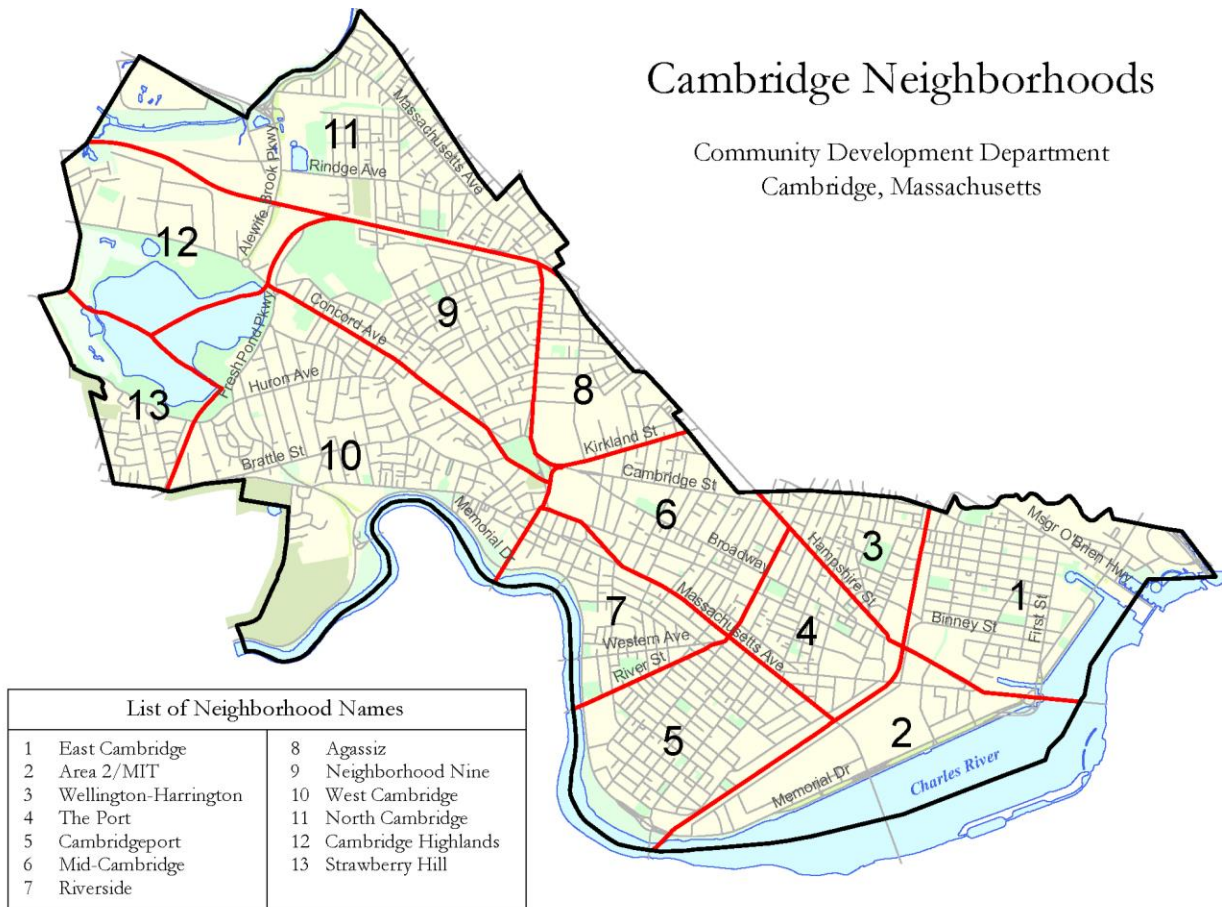 Cambridge Neighborhoods
Community Development Department
Cambridge, Massachusetts
11
Massachusetts Ave
Rindge Ave
Alewife Brook Pkwy
12
9
Concord Ave
Fresh Pond Pkwy
Huron Ave
8
13
Kirkland St
Brattle St
10
Cambridge St
6
Memorial Dr
Broadway
Hampshire St
3
Msgr O'Brien Hwy
1
First St
Binney St
7
Massachusetts Ave
4
Western Ave
River St
5
2
Memorial Dr
Charles River
List of Neighborhood Names
1 East Cambridge
2 Area 2/MIT
3 Wellington-Harrington
4 The Port
5 Cambridgeport
6 Mid-Cambridge
7 Riverside
8 Agassiz
9 Neighborhood Nine
10 West Cambridge
11 North Cambridge
12 Cambridge Highlands
13 Strawberry Hill